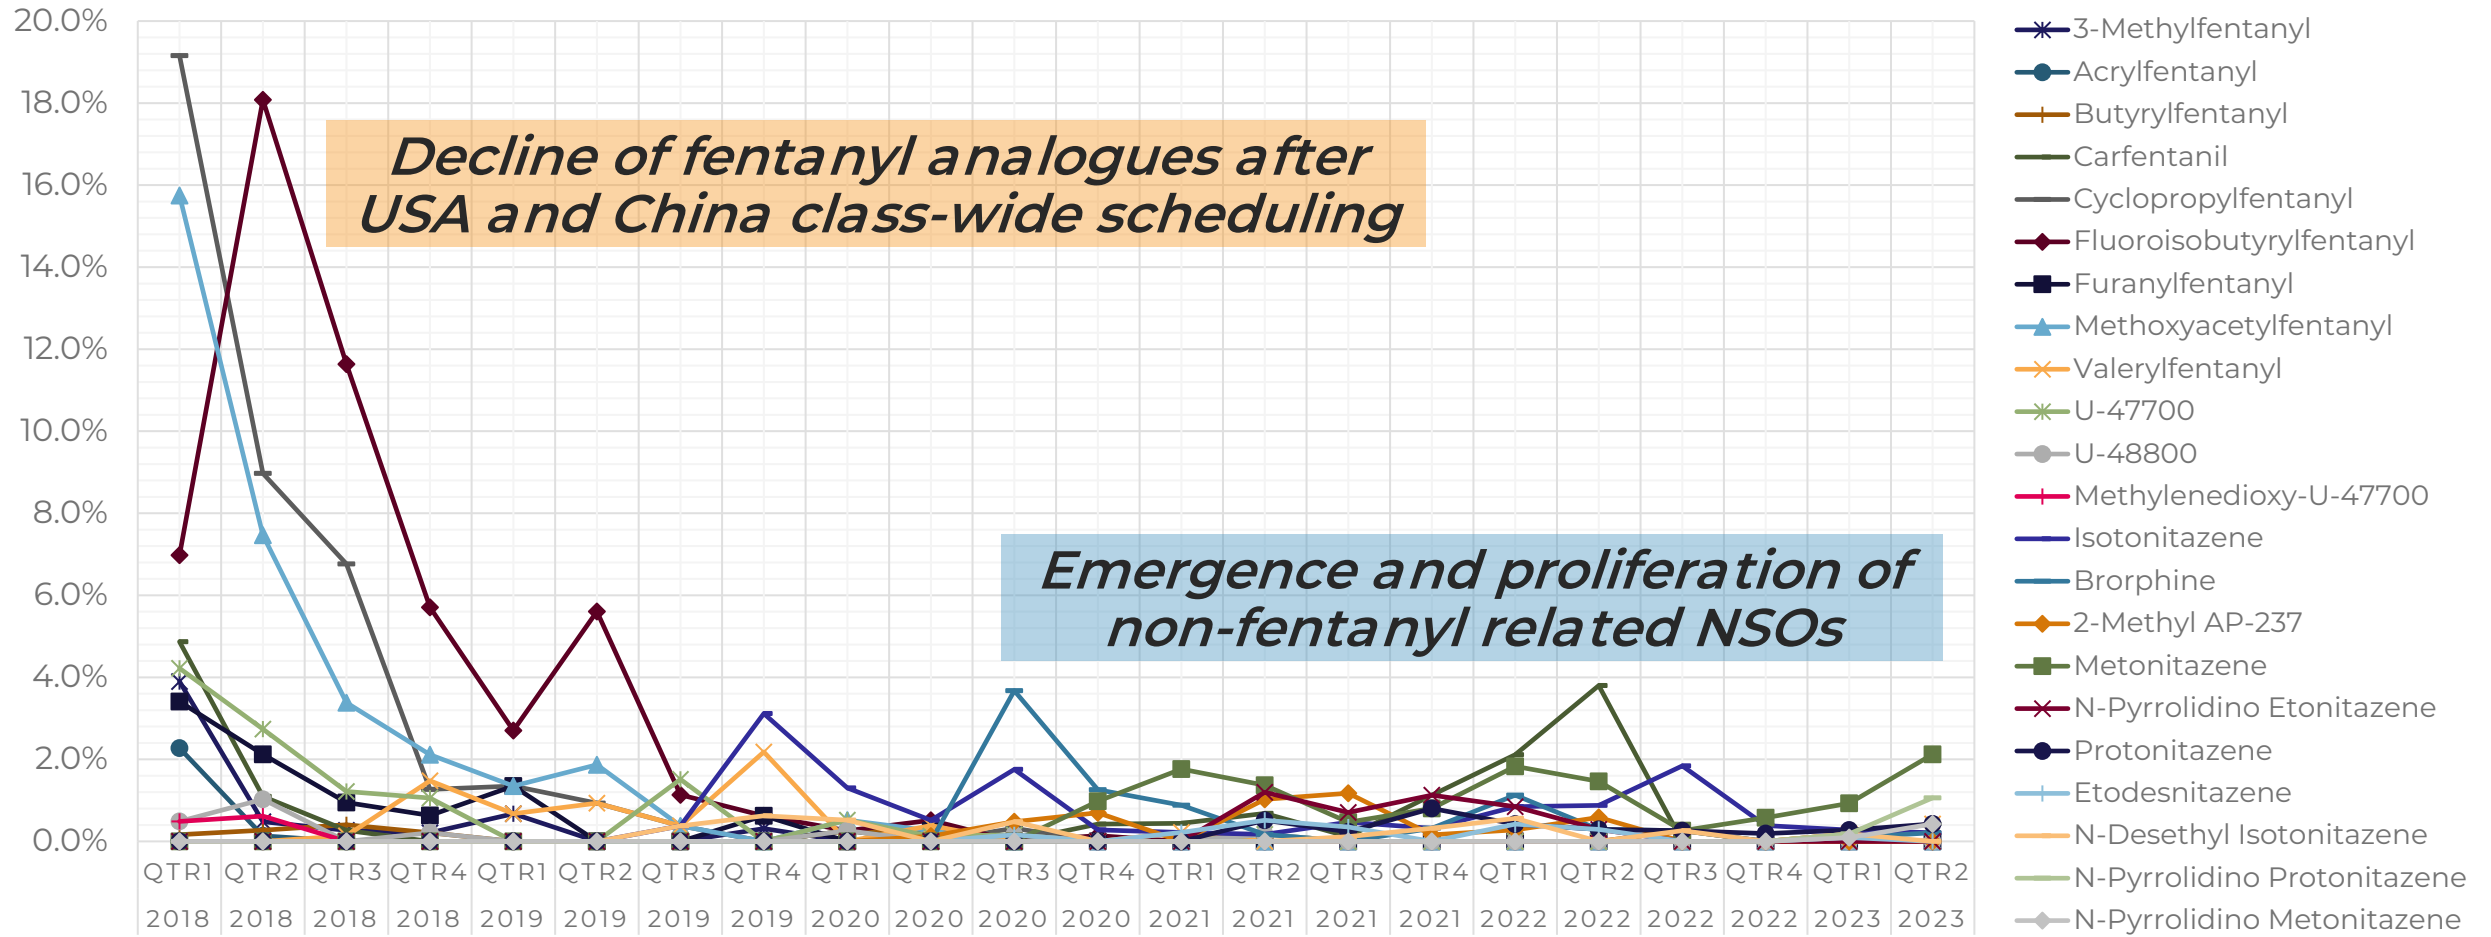 20.0%
18.0%
16.0%
14.0%
12.0%
10.0%
8.0%
6.0%
4.0%
2.0%
0.0%
Decline of fentanyl analogues after
USA and China class-wide scheduling
Emergence and proliferation of
non-fentanyl related NSOs
QTR1 QTR2 QTR3 QTR4 QTR1 QTR2 QTR3 QTR4 QTR1 QTR2 QTR3 QTR4 QTR1 QTR2 QTR3 QTR4 QTR1 QTR2 QTR3 QTR4 QTR1 QTR2
2018 2018 2018 2018 2019 2019 2019 2019 2020 2020 2020 2020 2021 2021 2021 2021 2022 2022 2022 2022 2023 2023
3-Methylfentanyl
Acrylfentanyl
Butyrylfentanyl
Carfentanil
Cyclopropylfentanyl
Fluoroisobutyrylfentanyl
Furanylfentanyl
Methoxyacetylfentanyl
Valerylfentanyl
U-47700
U-48800
Methylenedioxy-U-47700
Isotonitazene
Brorphine
2-Methyl AP-237
Metonitazene
N-Pyrrolidino Etonitazene
Protonitazene
Etodesnitazene
N-Desethyl Isotonitazene
N-Pyrrolidino Protonitazene
N-Pyrrolidino Metonitazene